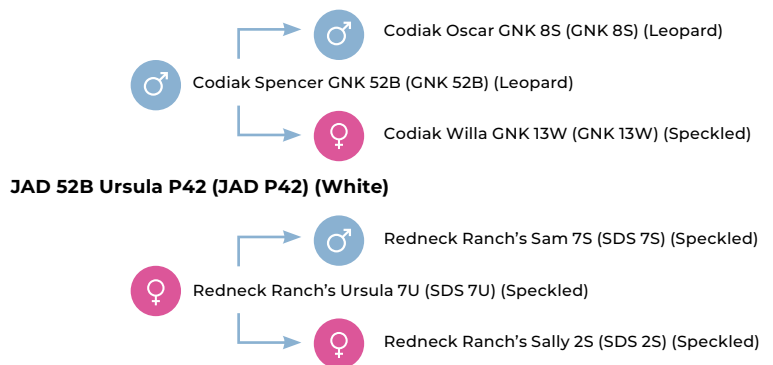 Codiak Oscar GNK 8S (GNK 8S) (Leopard)
Codiak Spencer GNK 52B (GNK 52B) (Leopard)
Codiak Willa GNK 13W (GNK 13W) (Speckled)
JAD 52B Ursula P42 (JAD P42) (White)
Redneck Ranch’s Sam 7S (SDS 7S) (Speckled)
Redneck Ranch’s Ursula 7U (SDS 7U) (Speckled)
Redneck Ranch’s Sally 2S (SDS 2S) (Speckled)